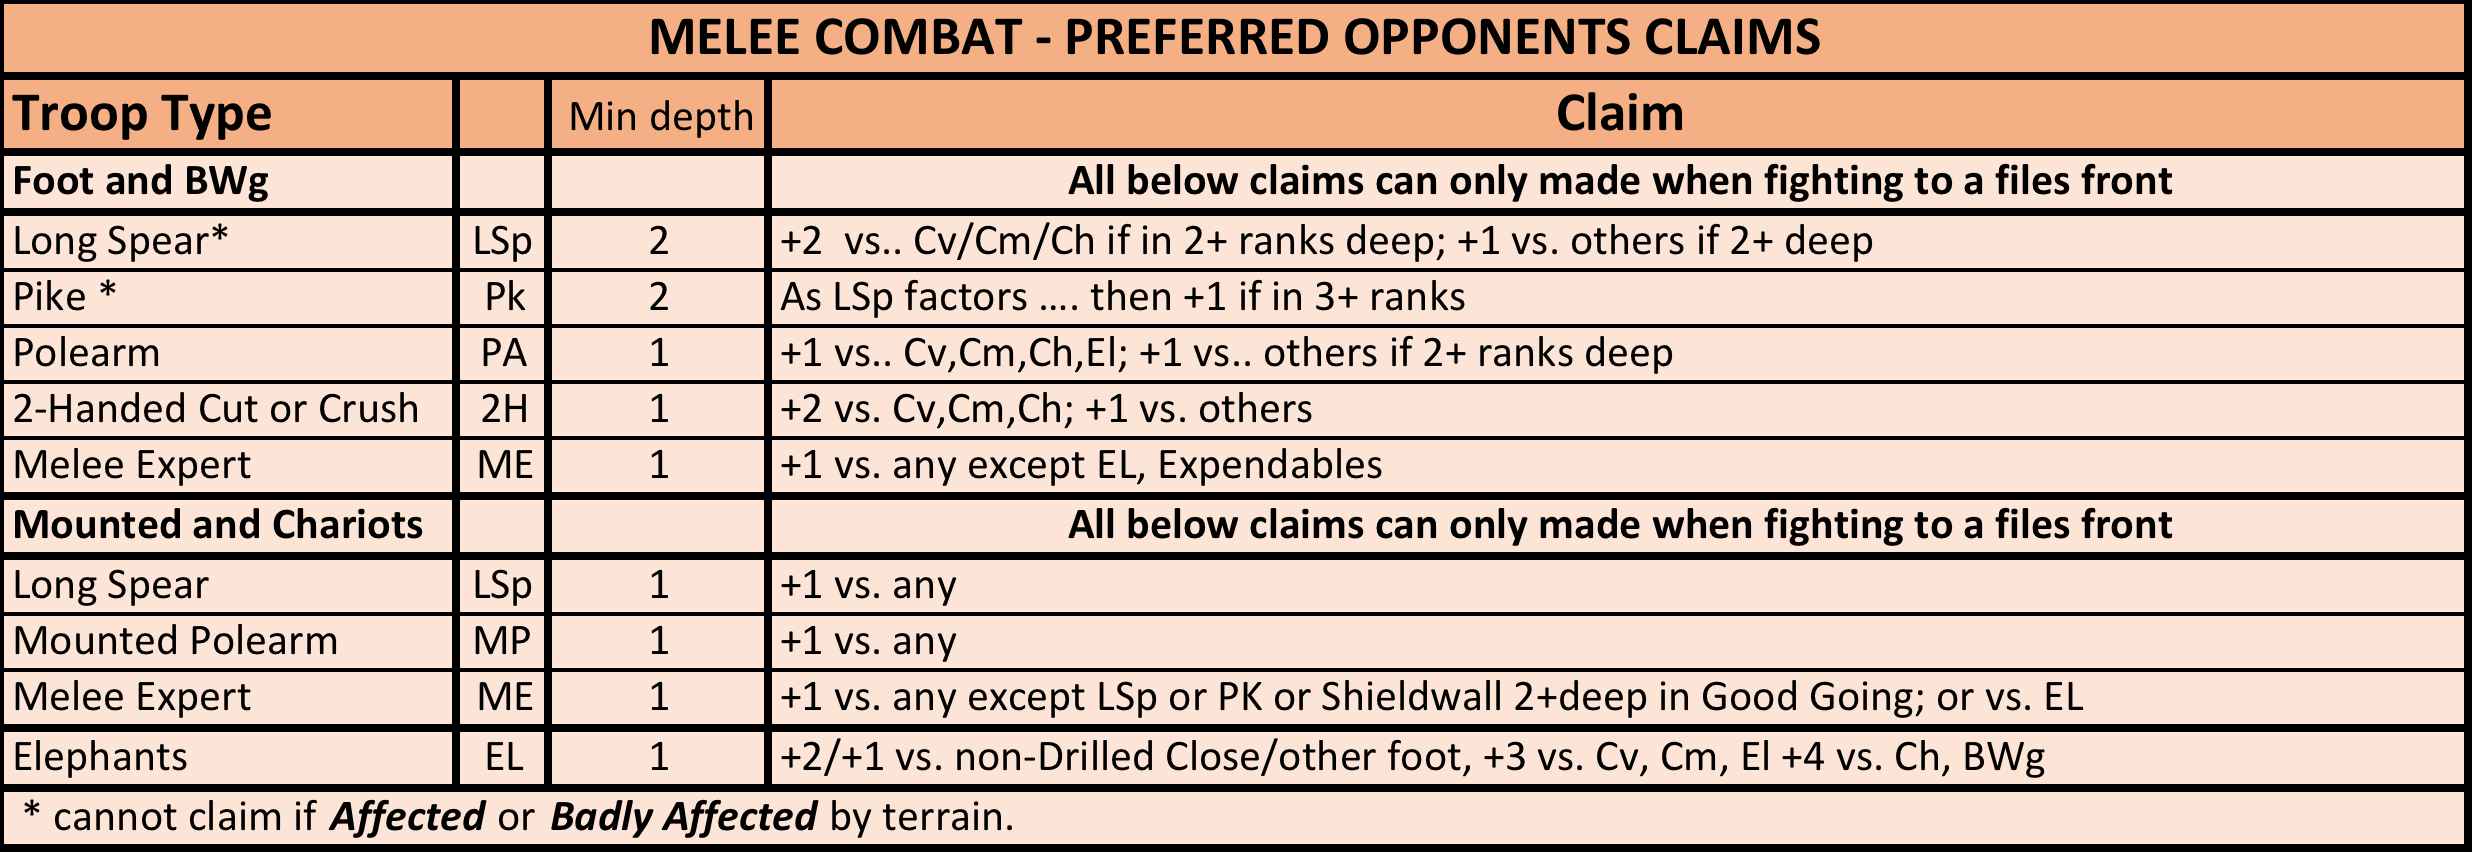 MELEE COMBAT - PREFERRED OPPONENTS CLAIMS
Troop Type Min depth Claim
Foot and BWg All below claims can only made when fighting to a files front
Long Spear* LSp 2 +2 vs.. Cv/Cm/Ch if in 2+ ranks deep; +1 vs. others if 2+ deep
Pike * Pk 2 As LSp factors .... then +1 if in 3+ ranks
Polearm PA 1 +1 vs.. Cv,Cm,Ch,El; +1 vs.. others if 2+ ranks deep
2-Handed Cut or Crush 2H 1 +2 vs. Cv,Cm,Ch; +1 vs. others
Melee Expert ME 1 +1 vs. any except EL, Expendables
Mounted and Chariots All below claims can only made when fighting to a files front
Long Spear LSp 1 +1 vs. any
Mounted Polearm MP 1 +1 vs. any
Melee Expert ME 1 +1 vs. any except LSp or PK or Shieldwall 2+deep in Good Going; or vs. EL
Elephants EL 1 +2/+1 vs. non-Drilled Close/other foot, +3 vs. Cv, Cm, El +4 vs. Ch, BWg
* cannot claim if Affected or Badly Affected by terrain.